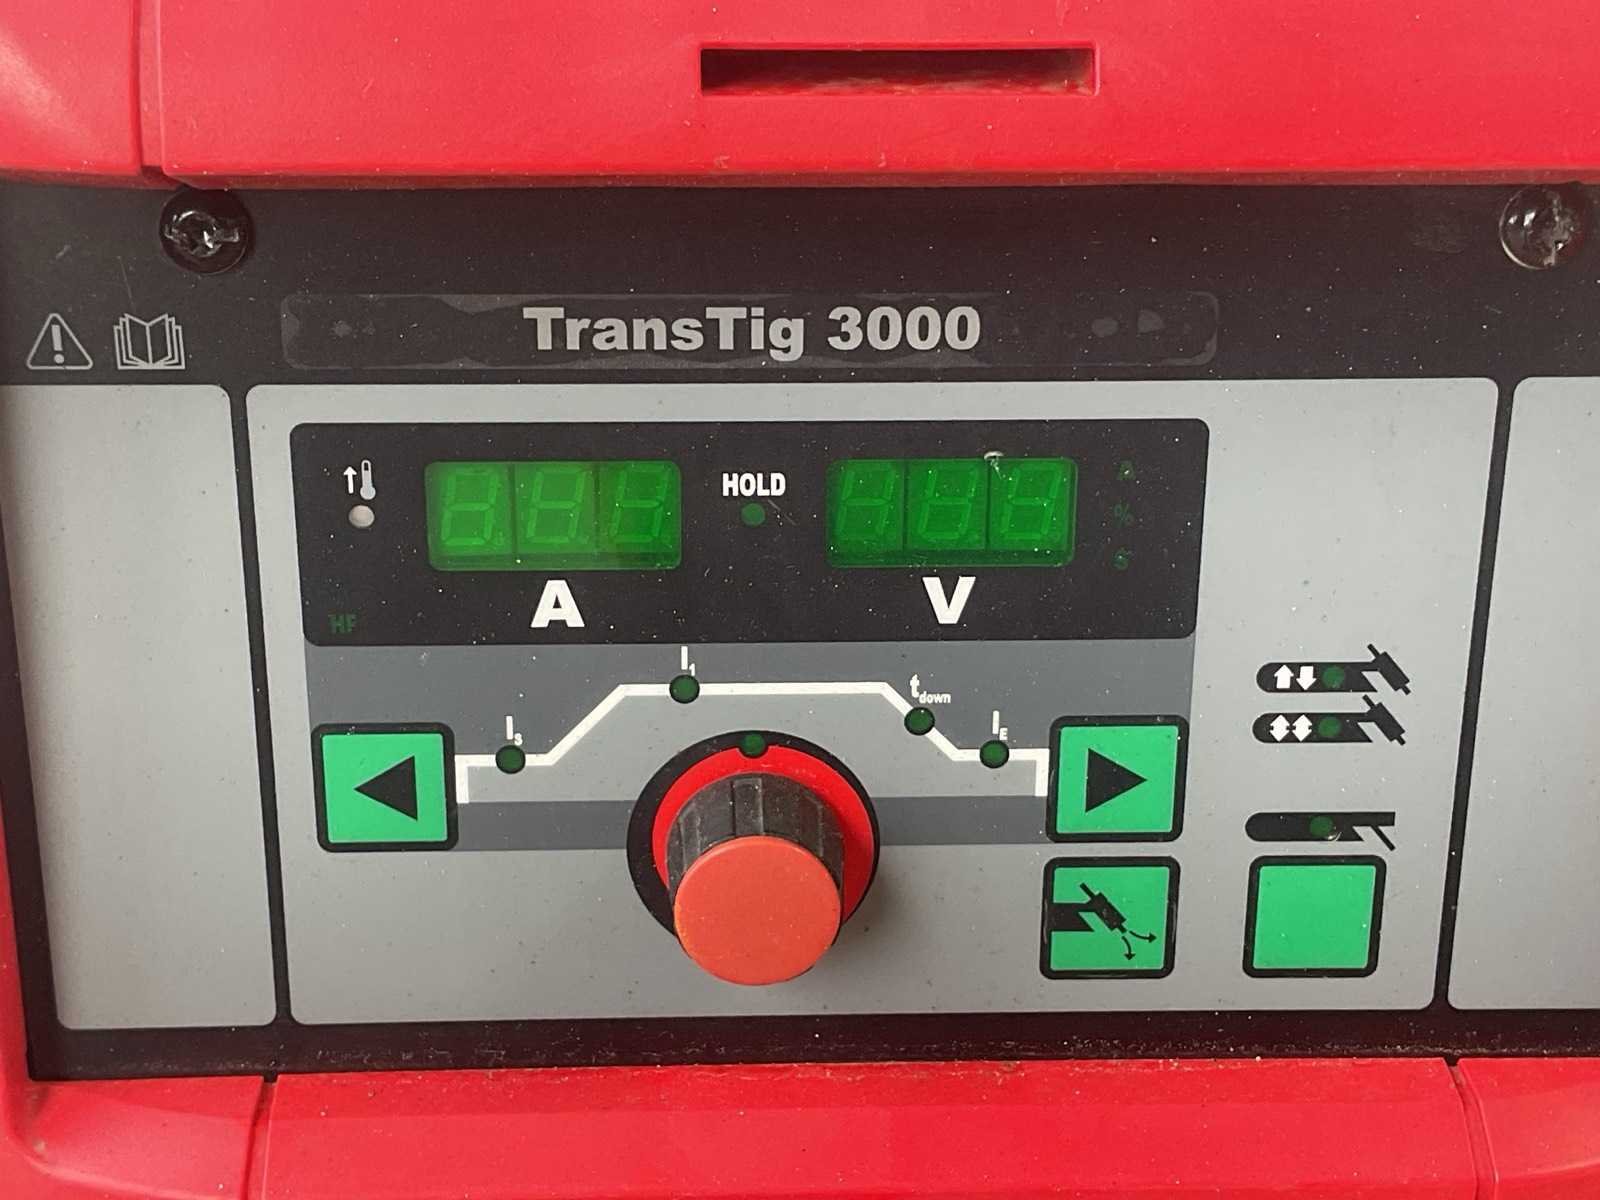 TransTig 3000
HOLD
A
%
S
A
V
HF
I1
tdown
IS
IE